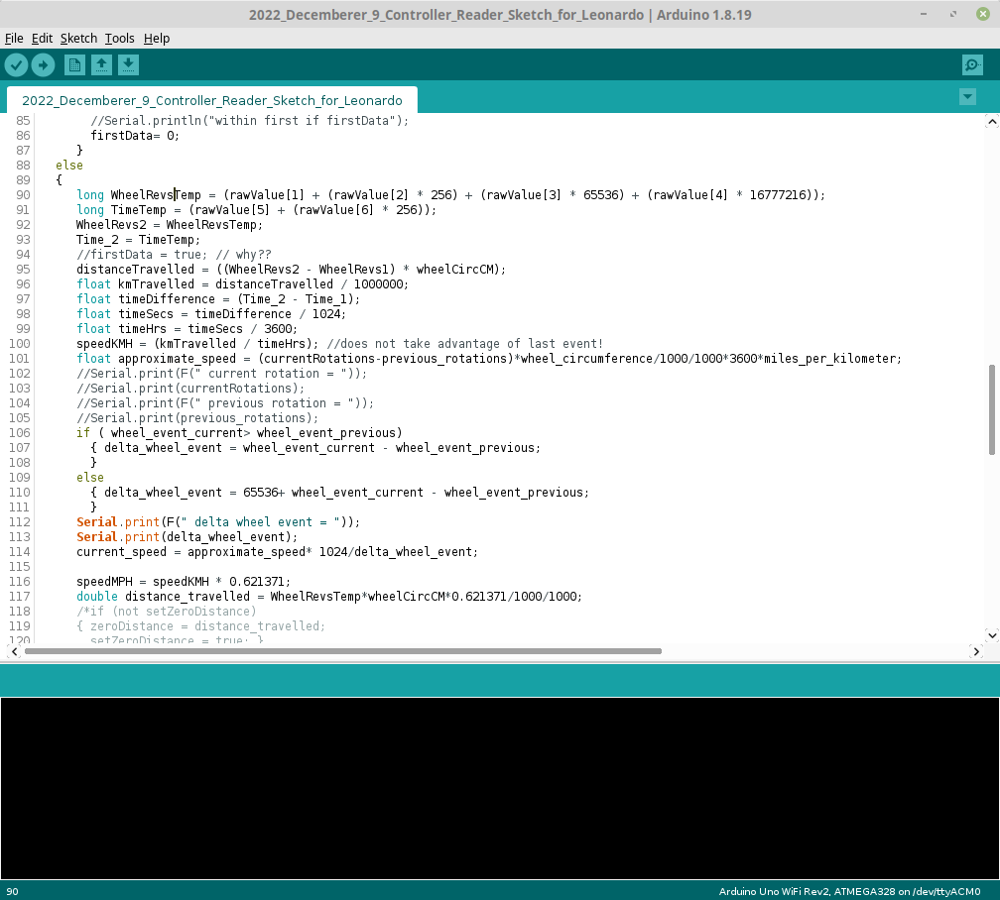 2022_Decemberer_9_Controller_Reader_Sketch_for_Leonardo | Arduino 1.8.19
File Edit Sketch Tools Help
2022_Decemberer_9_Controller_Reader_Sketch_for_Leonardo
85 //Serial.println("within first if firstData");
86 firstData= 0;
87 }
88 else
89 {
90 long WheelRevsTemp = (rawValue[1] + (rawValue[2] * 256) + (rawValue[3] * 65536) + (rawValue[4] * 16777216));
91 long TimeTemp = (rawValue[5] + (rawValue[6] * 256));
92 WheelRevs2 = WheelRevsTemp;
93 Time_2 = TimeTemp;
94 //firstData = true; // why??
95 distanceTravelled = ((WheelRevs2 - WheelRevs1) * wheelCircCM);
96 float kmTravelled = distanceTravelled / 1000000;
97 float timeDifference = (Time_2 - Time_1);
98 float timeSecs = timeDifference / 1024;
99 float timeHrs = timeSecs / 3600;
100 speedKMH = (kmTravelled / timeHrs); //does not take advantage of last event!
101 float approximate_speed = (currentRotations-previous_rotations)*wheel_circumference/1000/1000*3600*miles_per_kilometer;
102 //Serial.print(F(" current rotation = "));
103 //Serial.print(currentRotations);
104 //Serial.print(F(" previous rotation = "));
105 //Serial.print(previous_rotations);
106 if ( wheel_event_current> wheel_event_previous)
107 { delta_wheel_event = wheel_event_current - wheel_event_previous;
108 }
109 else
110 { delta_wheel_event = 65536+ wheel_event_current - wheel_event_previous;
111 }
112 Serial.print(F(" delta wheel event = "));
113 Serial.print(delta_wheel_event);
114 current_speed = approximate_speed* 1024/delta_wheel_event;
115
116 speedMPH = speedKMH * 0.621371;
117 double distance_travelled = WheelRevsTemp*wheelCircCM*0.621371/1000/1000;
118 /*if (not setZeroDistance)
119 { zeroDistance = distance_travelled;
120 setZeroDistance = true; }
90 Arduino Uno WiFi Rev2, ATMEGA328 on /dev/ttyACM0